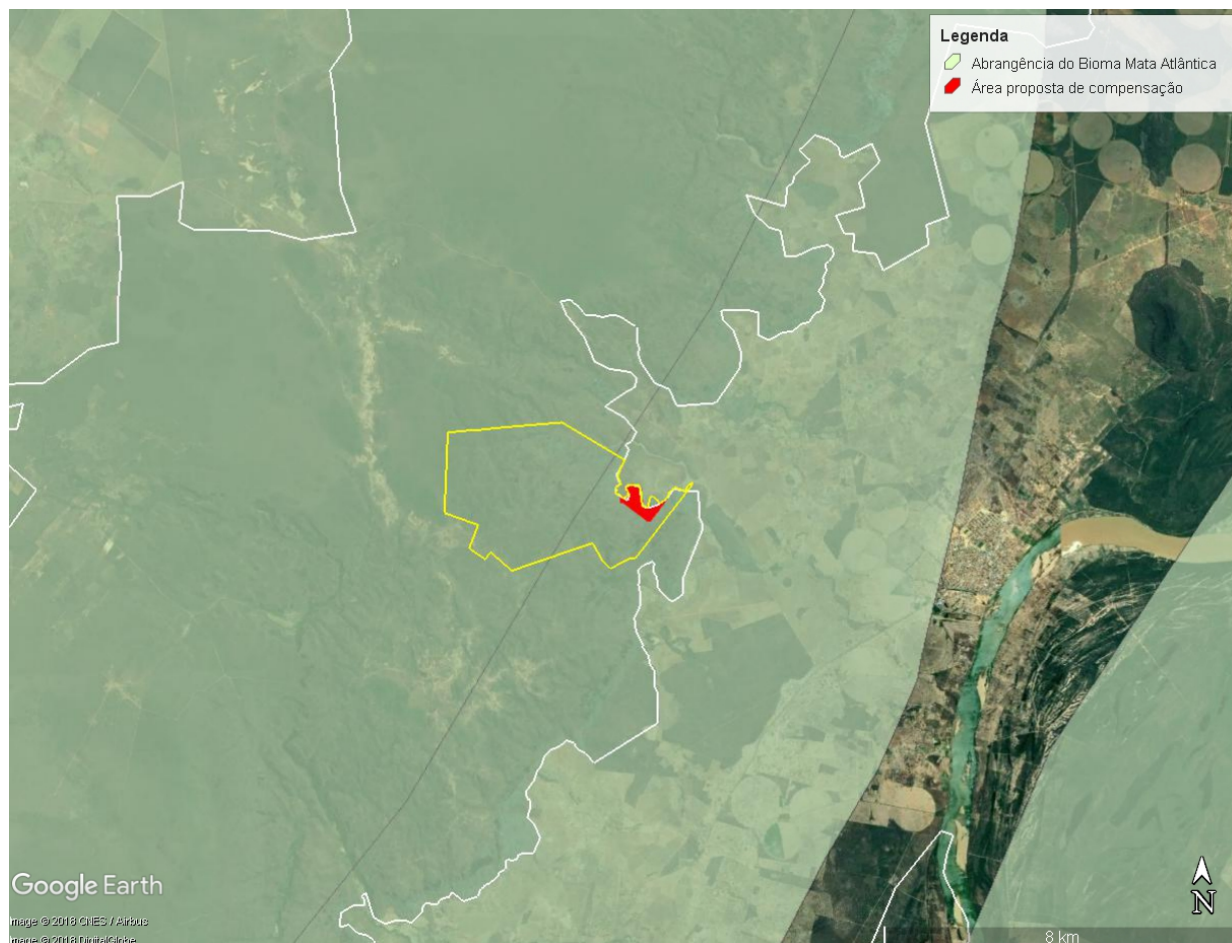 Legenda
Abrangência do Bioma Mata Atlântica
Área proposta de compensação
Google Earth
Image © 2018 CNES / Airbus
Image © 2018 DigitalGlobe
N
8 km